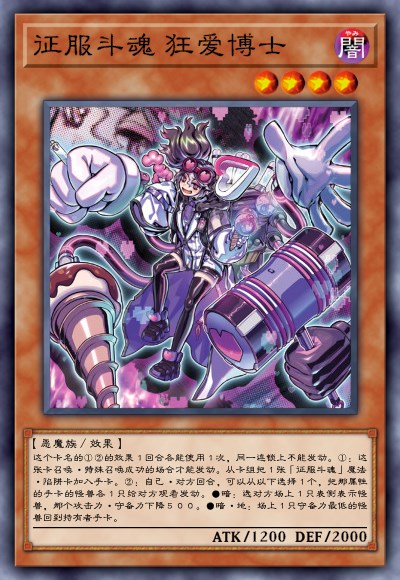 征服斗魂 狂爱博士
やみ
闇
【恶魔族/效果】
这个卡名的①②的效果1回合各能使用1次，同一连锁上不能发动。①：这
张卡召唤・特殊召唤成功的场合才能发动。从卡组把1张「征服斗魂」魔法
・陷阱卡加入手卡。②：自己・对方回合，可以从以下选择1个，把那属性
的手卡的怪兽各1只给对方观看发动。●暗：选对方场上1只表侧表示怪
兽，那个攻击力・守备力下降500。●暗・地：场上1只守备力最低的怪
兽回到持有者手卡。
ATK/1200 DEF/2000